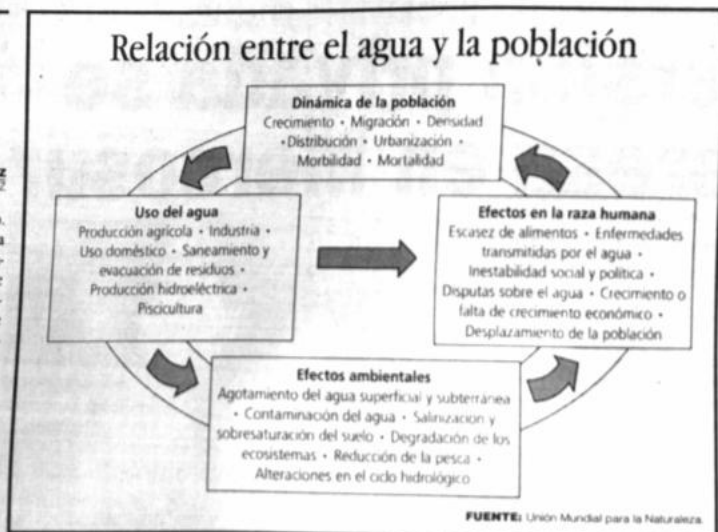 Relación entre el agua y la población
Dinámica de la población
Crecimiento • Migración • Densidad
• Distribución • Urbanización •
Morbilidad • Mortalidad
Uso del agua
Producción agrícola • Industria •
Uso doméstico • Saneamiento y
evacuación de residuos •
Producción hidroeléctrica •
Piscicultura
Efectos en la raza humana
Escasez de alimentos • Enfermedades
transmitidas por el agua •
Inestabilidad social y política •
Disputas sobre el agua • Crecimiento o
falta de crecimiento económico •
Desplazamiento de la población
Efectos ambientales
Agotamiento del agua superficial y subterránea
• Contaminación del agua • Salinización y
sobresaturación del suelo • Degradación de los
ecosistemas • Reducción de la pesca •
Alteraciones en el ciclo hidrológico
FUENTE: Unión Mundial para la Naturaleza